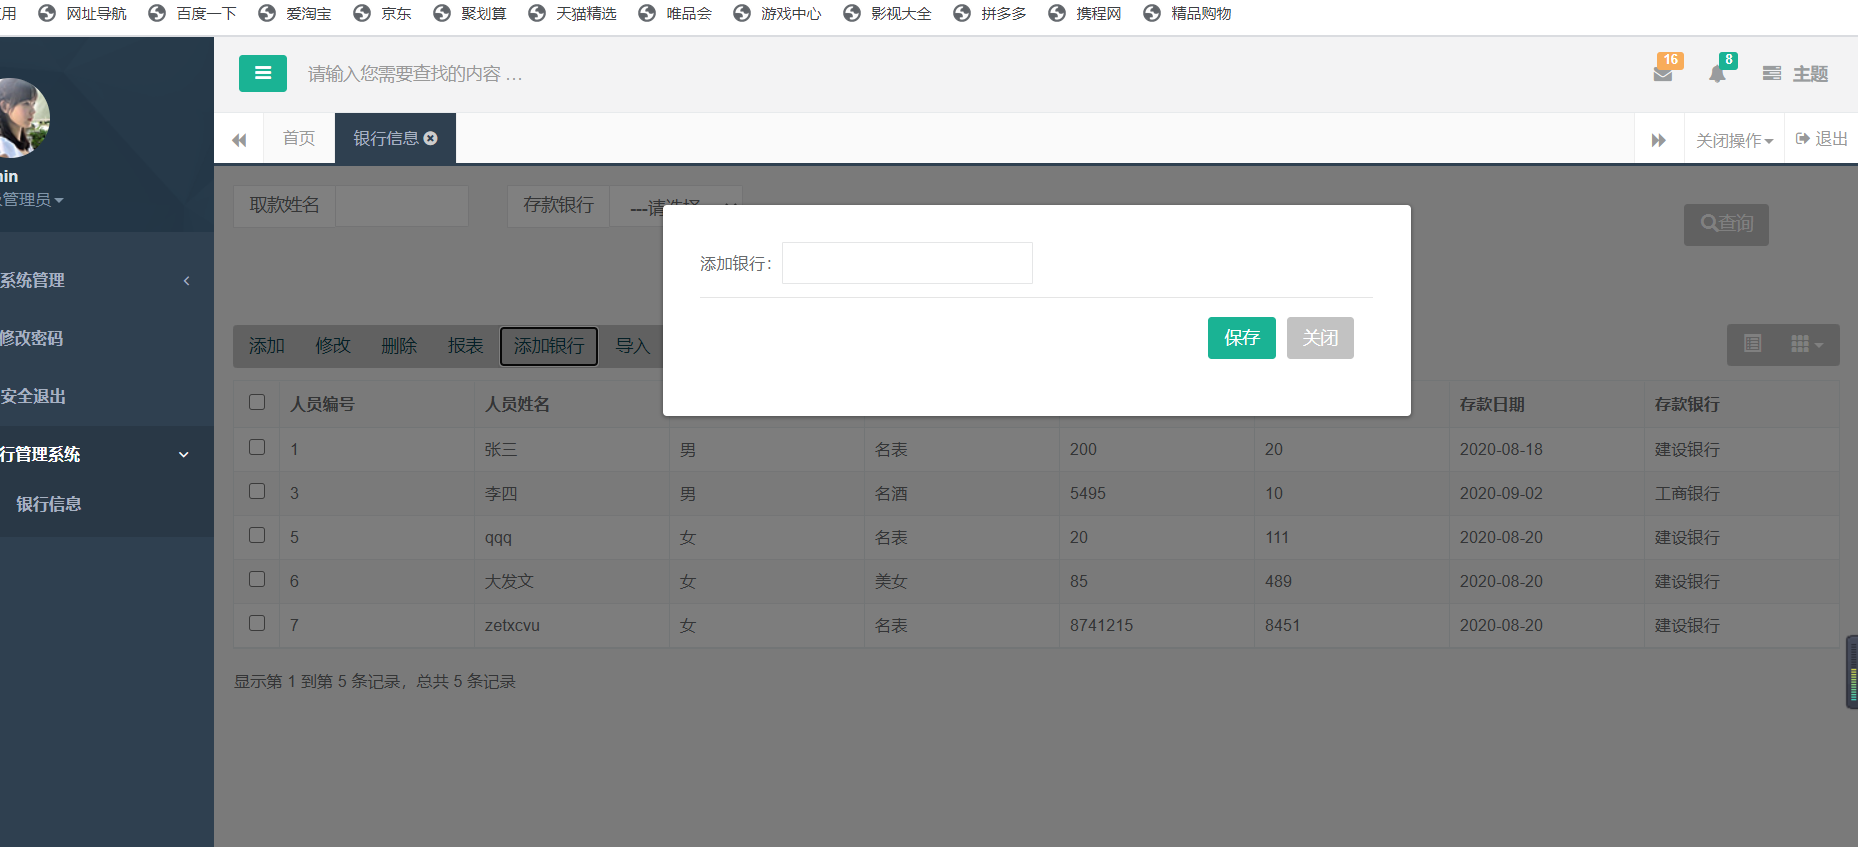 用 网址导航 百度一下 爱淘宝 京东 聚划算 天猫精选 唯品会 游戏中心 影视大全 拼多多 携程网 精品购物
请输入您需要查找的内容 … 16 8 主题
首页 银行信息 关闭操作 退出
min
管理员
系统管理
修改密码
安全退出
行管理系统
银行信息
取款姓名 存款银行 ---请选择 查询
添加银行：
保存 关闭
添加 修改 删除 报表 添加银行 导入
人员编号 人员姓名 存款日期 存款银行
1 张三 男 名表 200 20 2020-08-18 建设银行
3 李四 男 名酒 5495 10 2020-09-02 工商银行
5 qqq 女 名表 20 111 2020-08-20 建设银行
6 大发文 女 美女 85 489 2020-08-20 建设银行
7 zetxcvu 女 名表 8741215 8451 2020-08-20 建设银行
显示第 1 到第 5 条记录，总共 5 条记录